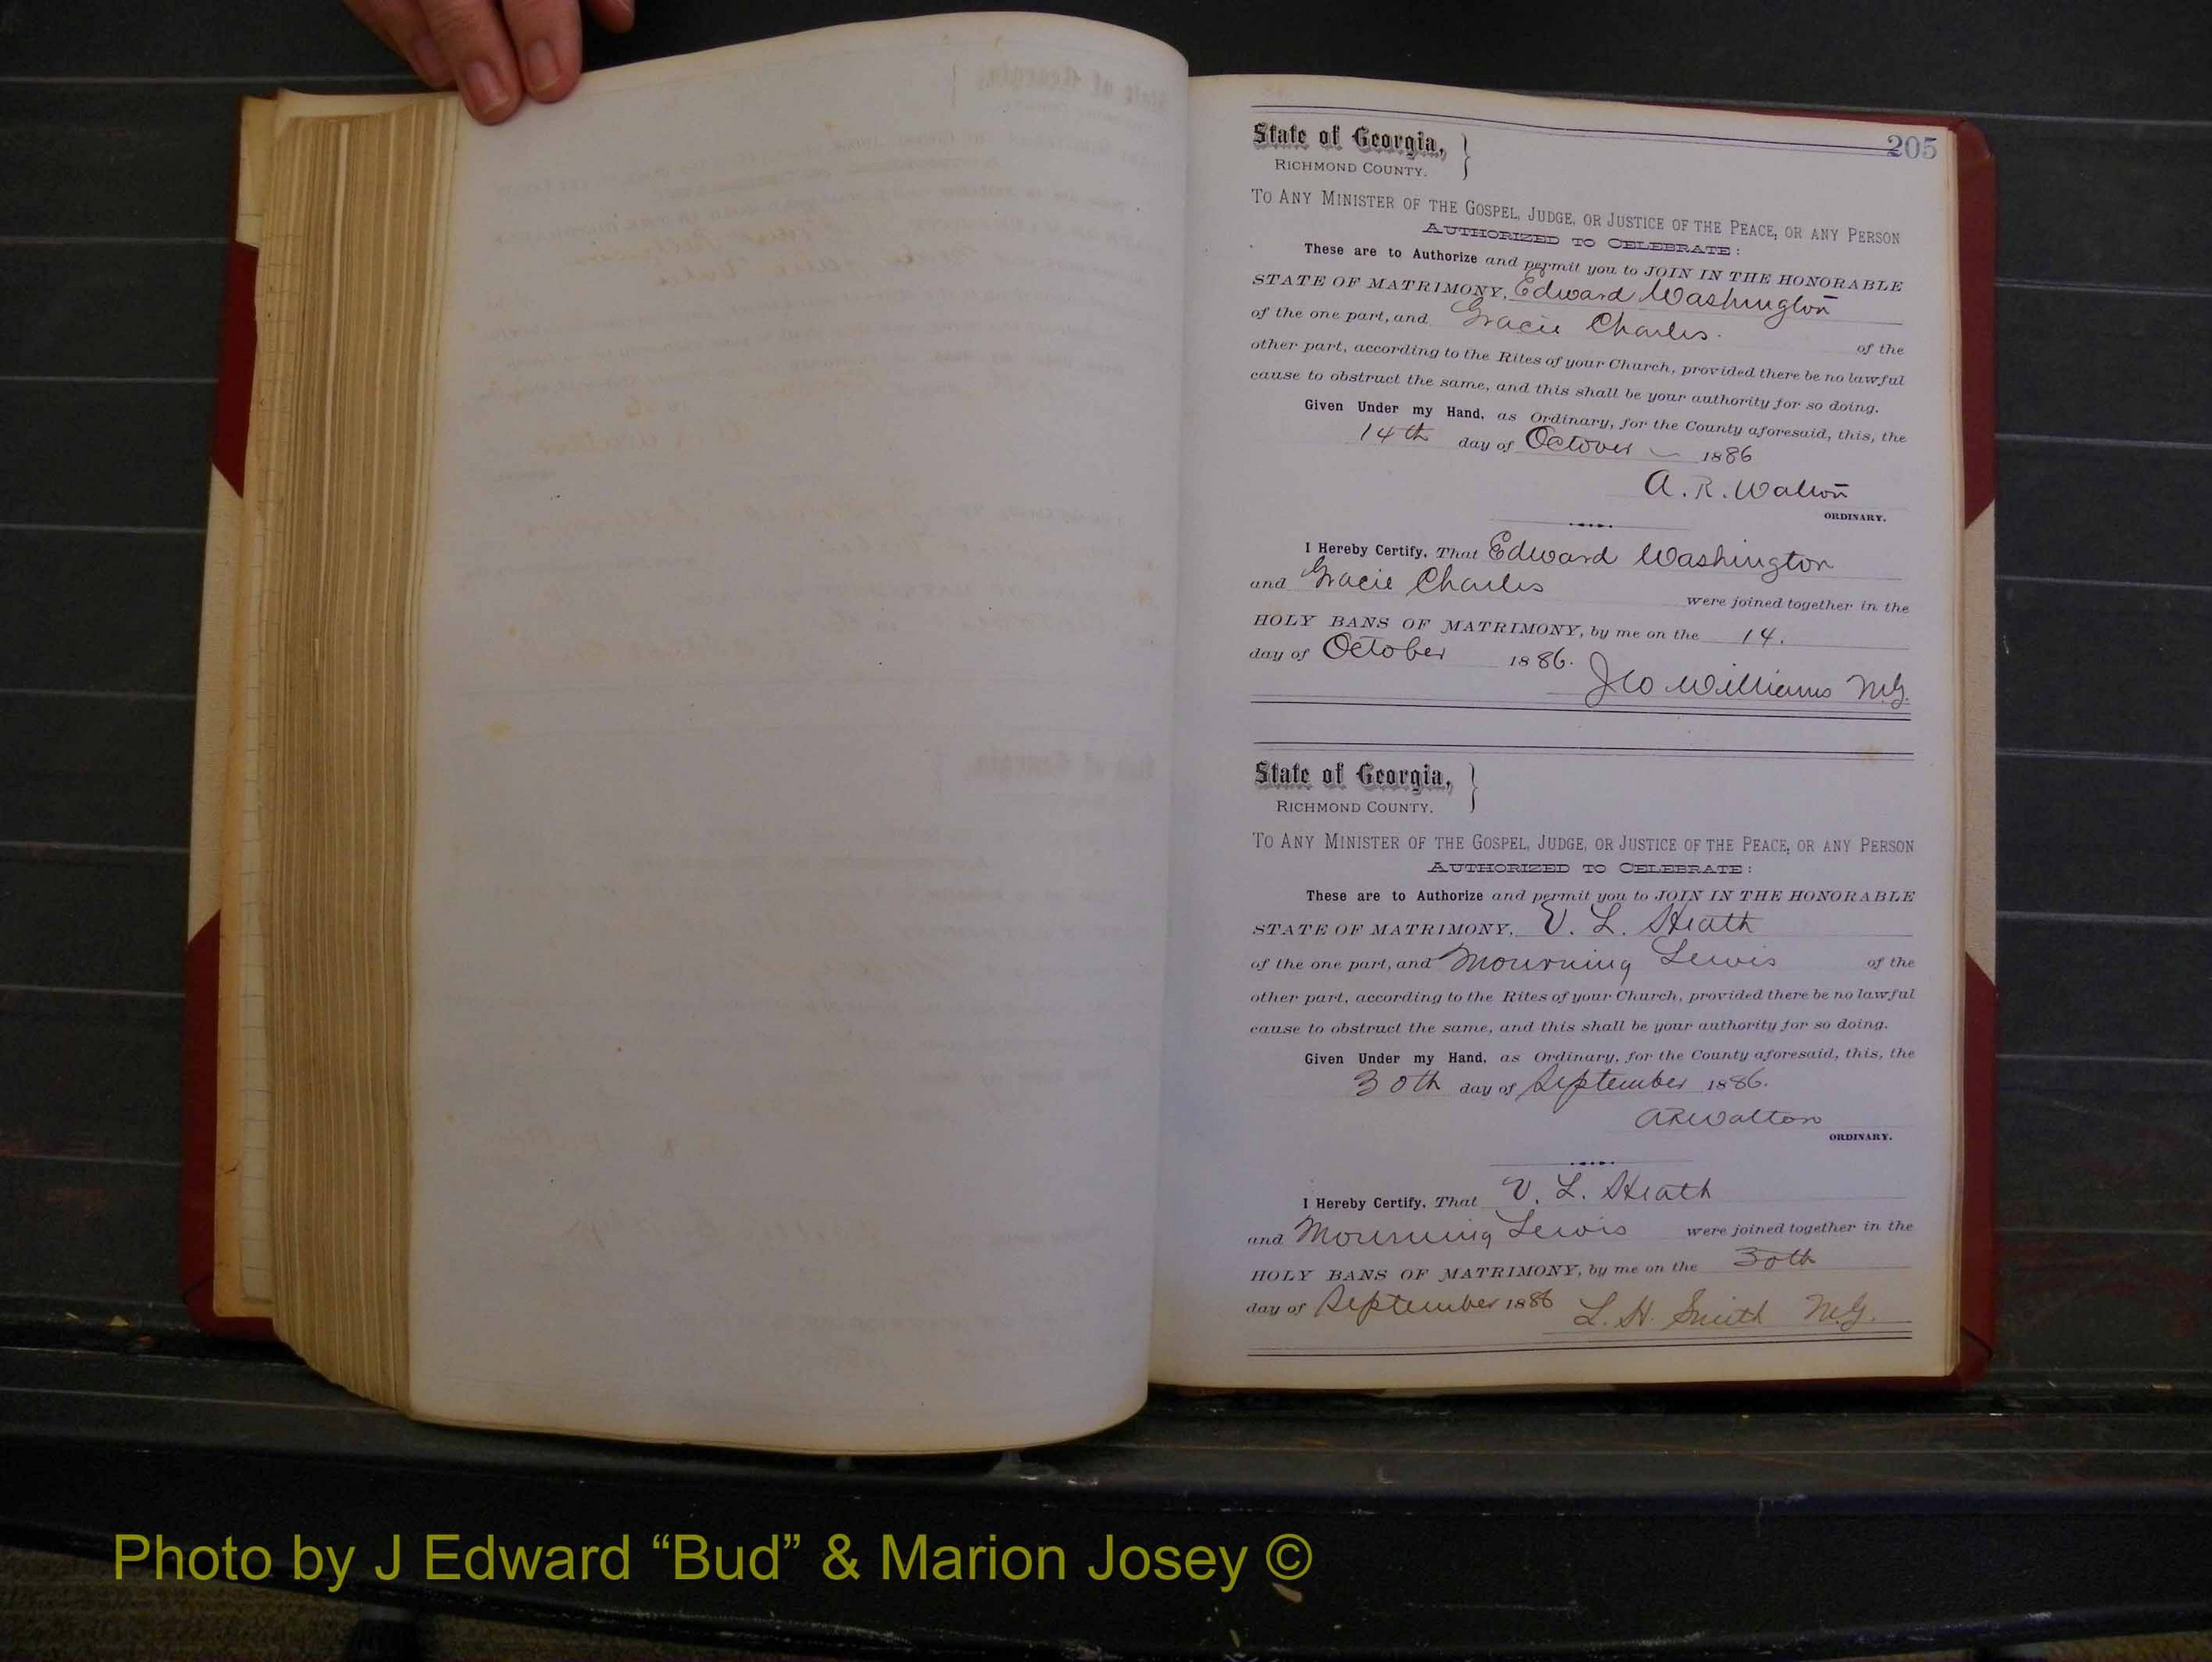 205
State of Georgia,
RICHMOND COUNTY.
TO ANY MINISTER OF THE GOSPEL, JUDGE, OR JUSTICE OF THE PEACE, OR ANY PERSON
AUTHORIZED TO CELEBRATE:
These are to Authorize and permit you to JOIN IN THE HONORABLE
STATE OF MATRIMONY, Edward Washington
of the one part, and Gracie Charles of the
other part, according to the Rites of your Church, provided there be no lawful
cause to obstruct the same, and this shall be your authority for so doing.
Given Under my Hand, as Ordinary, for the County aforesaid, this, the
14th day of October 1886
A. R. Walton
ORDINARY.
I Hereby Certify, That Edward Washington
and Gracie Charles were joined together in the
HOLY BANS OF MATRIMONY, by me on the 14.
day of October 1886.
Williams M.G.
State of Georgia,
RICHMOND COUNTY.
TO ANY MINISTER OF THE GOSPEL, JUDGE, OR JUSTICE OF THE PEACE, OR ANY PERSON
AUTHORIZED TO CELEBRATE:
These are to Authorize and permit you to JOIN IN THE HONORABLE
STATE OF MATRIMONY, V. L. Heath
of the one part, and Mourning Lewis of the
other part, according to the Rites of your Church, provided there be no lawful
cause to obstruct the same, and this shall be your authority for so doing.
Given Under my Hand, as Ordinary, for the County aforesaid, this, the
30th day of September 1886.
A R Walton
ORDINARY.
I Hereby Certify, That V. L. Heath
and Mourning Lewis were joined together in the
HOLY BANS OF MATRIMONY, by me on the 30th
day of September 1886
L. H. Smith M.G.
Photo by J Edward “Bud” & Marion Josey ©